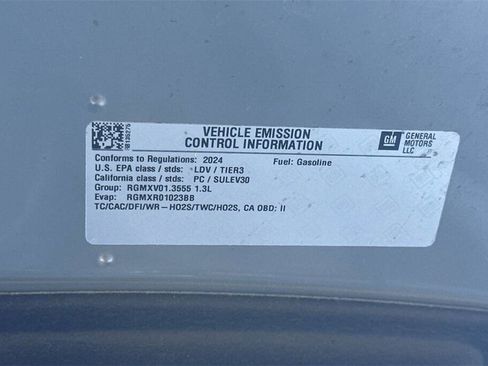 VEHICLE EMISSION
CONTROL INFORMATION
GM
GENERAL
MOTORS
LLC
Conforms to Regulations: 2024 Fuel: Gasoline
U.S. EPA class / stds: LDV / TIER3
California class / stds: PC / SULEV30
Group: RGMXV01.3555 1.3L
Evap: RGMXR01023BB
TC/CAC/DFI/WR-HO2S/TWC/HO2S, CA OBD: II